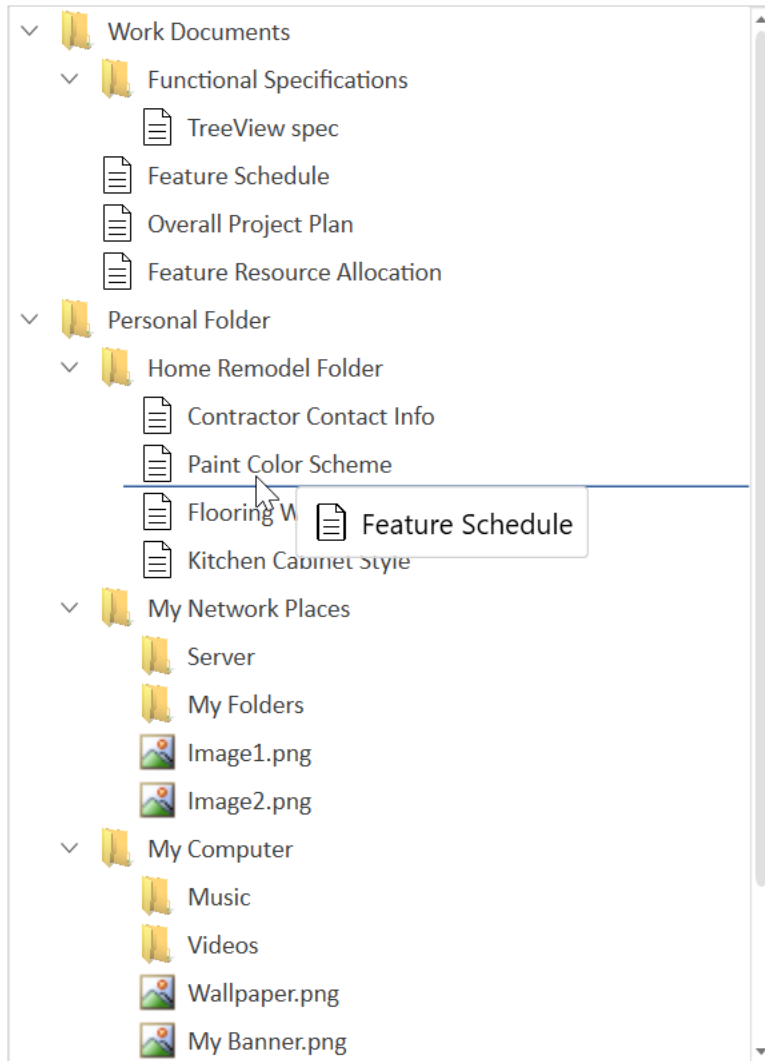 Work Documents
Functional Specifications
TreeView spec
Feature Schedule
Overall Project Plan
Feature Resource Allocation
Personal Folder
Home Remodel Folder
Contractor Contact Info
Paint Color Scheme
Flooring
Feature Schedule
Kitchen Cabinet Style
My Network Places
Server
My Folders
Image1.png
Image2.png
My Computer
Music
Videos
Wallpaper.png
My Banner.png